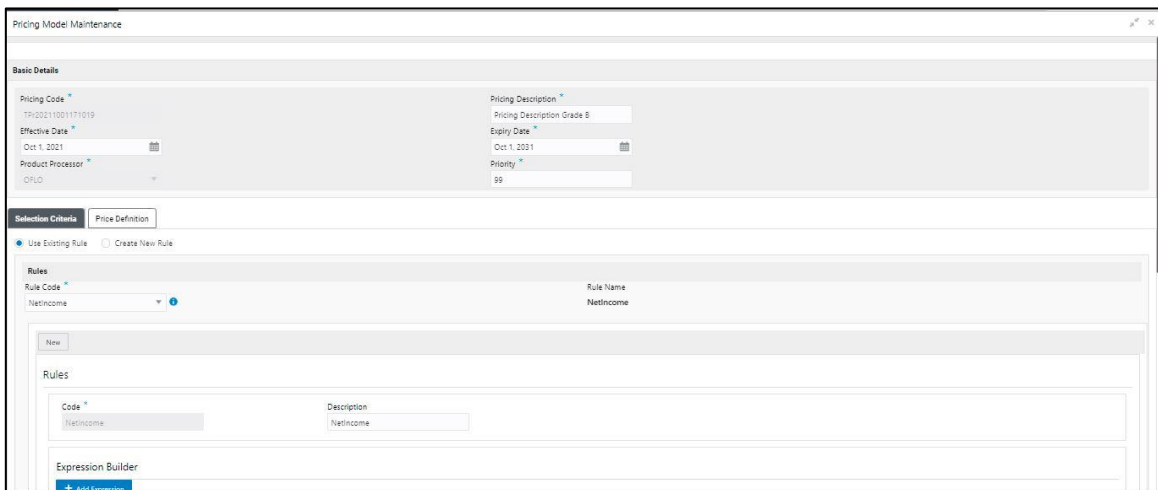 Pricing Model Maintenance
Basic Details
Pricing Code *
Pricing Description *
TPr20211001171019
Pricing Description Grade B
Effective Date *
Expiry Date *
Oct 1, 2021
Oct 1, 2031
Product Processor *
Priority *
OFLO
99
Selection Criteria
Price Definition
Use Existing Rule
Create New Rule
Rules
Rule Code *
Rule Name
NetIncome
NetIncome
New
Rules
Code *
Description
NetIncome
NetIncome
Expression Builder
+ Add Expression